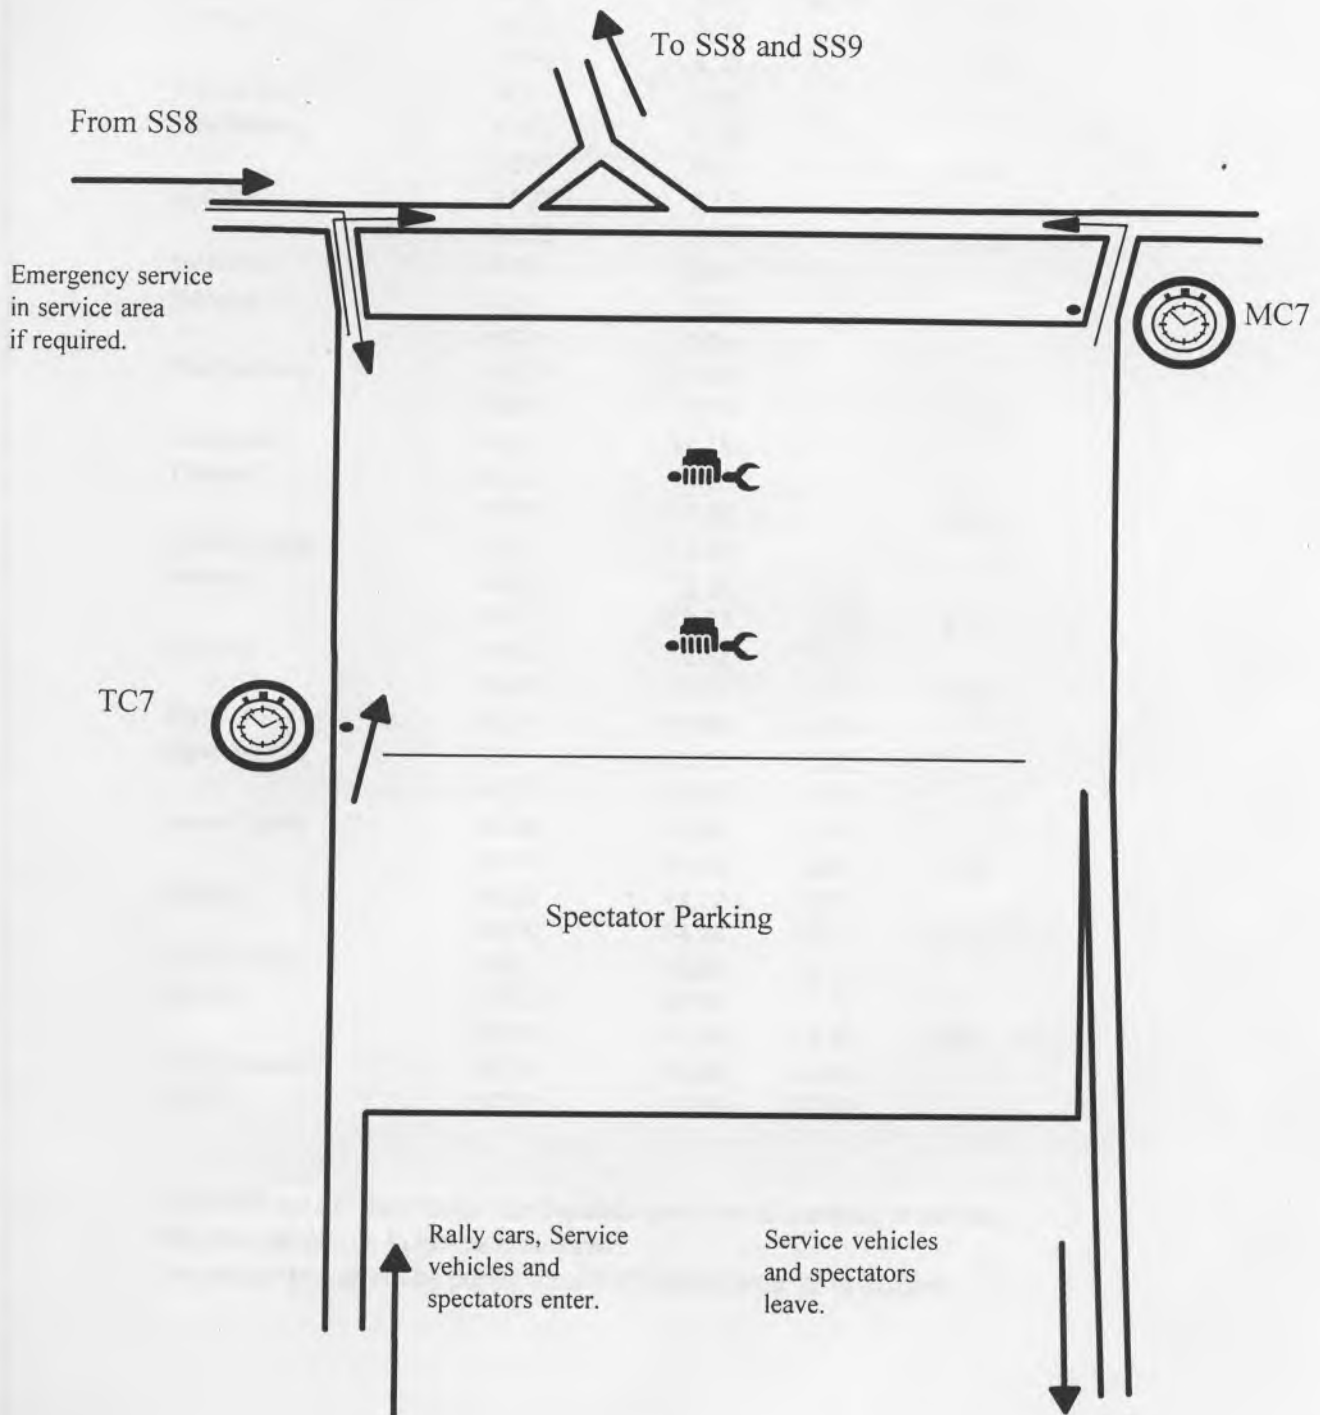 To SS8 and SS9
From SS8
Emergency service
in service area
if required.
MC7
TC7
Spectator Parking
Rally cars, Service
vehicles and
spectators enter.
Service vehicles
and spectators
leave.